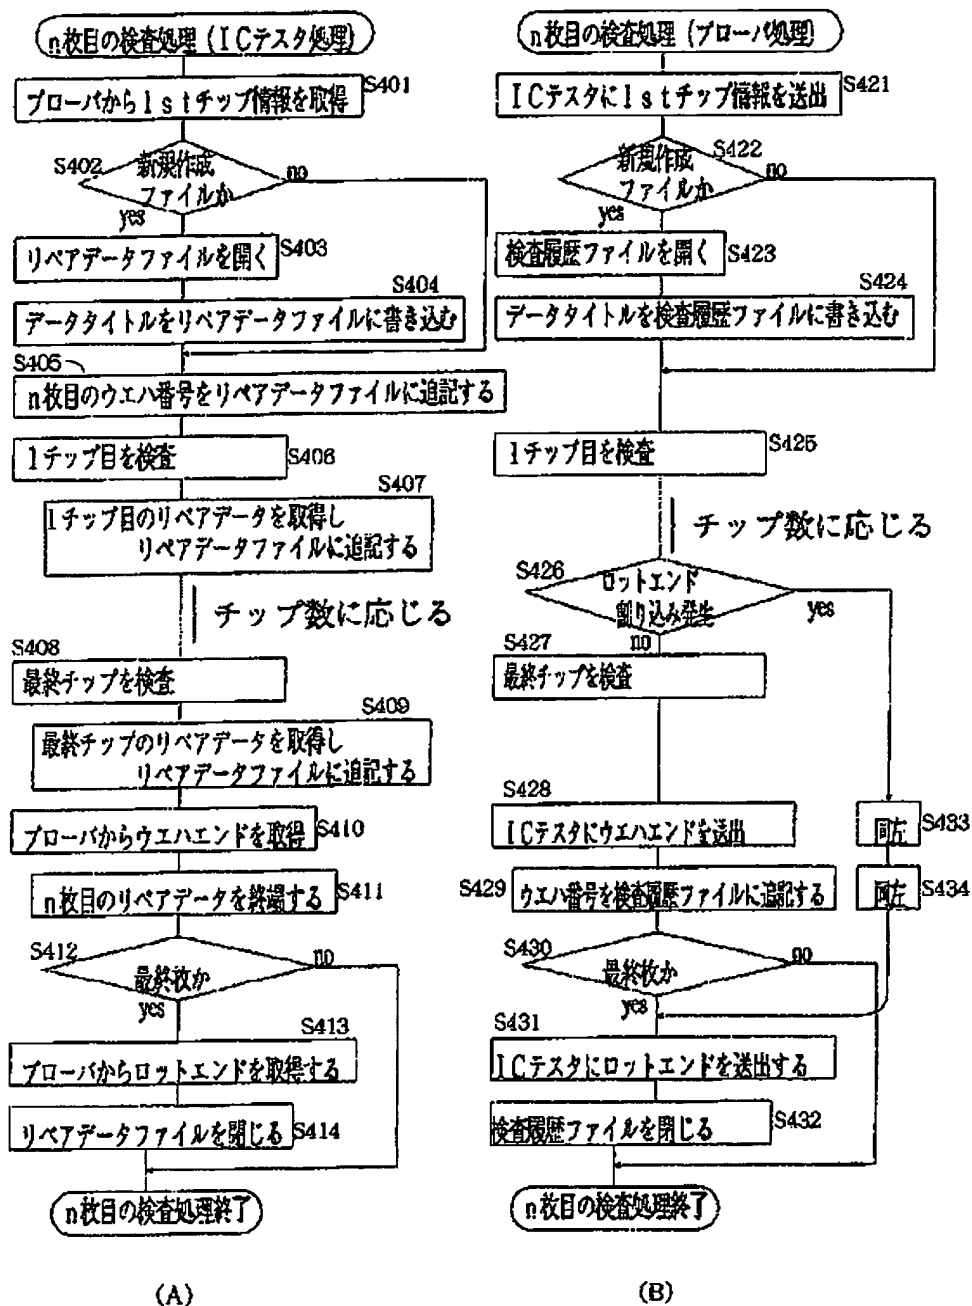 n枚目の検査処理(ICテスタ処理)
プローバから1stチップ情報を取得
S401
S402
新規作成
ファイルか
no
yes
リペアデータファイルを開く
S403
S404
データタイトルをリペアデータファイルに書き込む
S405
n枚目のウエハ番号をリペアデータファイルに追記する
1チップ目を検査
S406
S407
1チップ目のリペアデータを取得し
リペアデータファイルに追記する
チップ数に応じる
S408
最終チップを検査
S409
最終チップのリペアデータを取得し
リペアデータファイルに追記する
プローバからウエハエンドを取得
S410
n枚目のリペアデータを終端する
S411
S412
最終枚か
no
yes
S413
プローバからロットエンドを取得する
リペアデータファイルを閉じる
S414
n枚目の検査処理終了
(A)
n枚目の検査処理(プローバ処理)
ICテスタに1stチップ情報を送出
S421
S422
新規作成
ファイルか
no
yes
検査履歴ファイルを開く
S423
S424
データタイトルを検査履歴ファイルに書き込む
1チップ目を検査
S425
チップ数に応じる
S426
ロットエンド
割り込み発生
yes
S427
no
最終チップを検査
S428
ICテスタにウエハエンドを送出
同左
S433
S429
ウエハ番号を検査履歴ファイルに追記する
同左
S434
S430
最終枚か
no
yes
S431
ICテスタにロットエンドを送出する
検査履歴ファイルを閉じる
S432
n枚目の検査処理終了
(B)